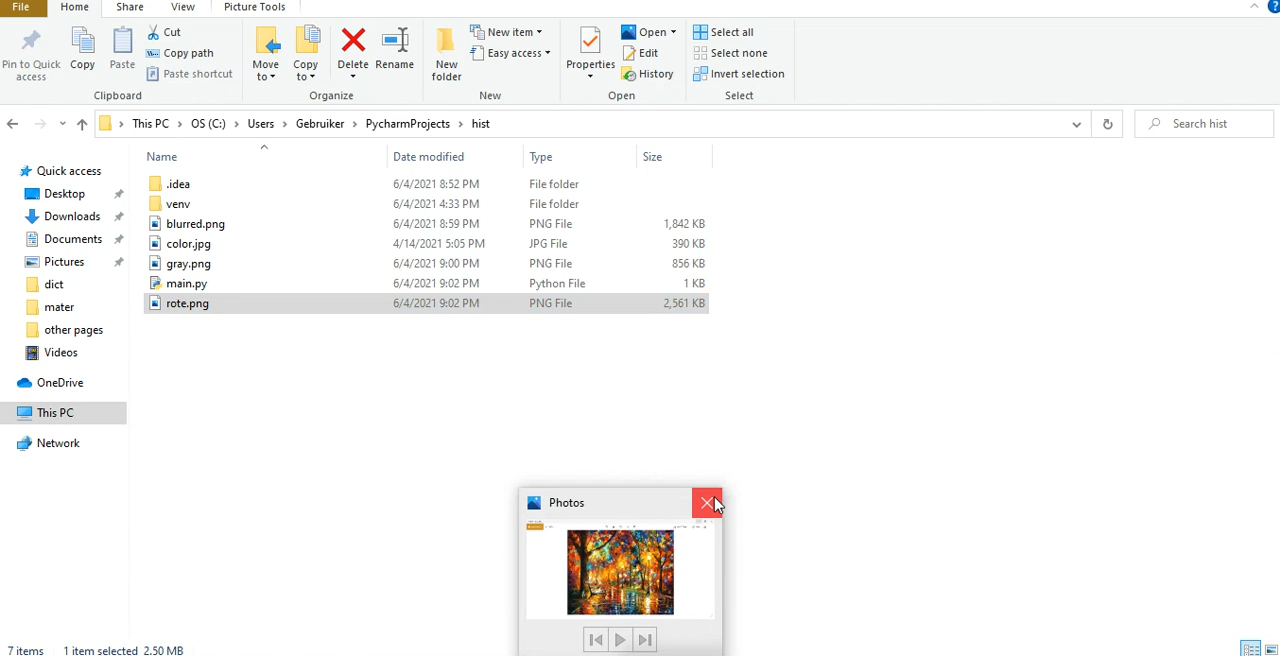 File Home Share View Picture Tools
Pin to Quick access
Copy
Paste
Cut
Copy path
Paste shortcut
Clipboard
Move to
Copy to
Delete
Rename
Organize
New folder
New item
Easy access
New
Properties
Open
Edit
History
Open
Select all
Select none
Invert selection
Select
This PC > OS (C:) > Users > Gebruiker > PycharmProjects > hist
Search hist
Name Date modified Type Size
.idea 6/4/2021 8:52 PM File folder
venv 6/4/2021 4:33 PM File folder
blurred.png 6/4/2021 8:59 PM PNG File 1,842 KB
color.jpg 4/14/2021 5:05 PM JPG File 390 KB
gray.png 6/4/2021 9:00 PM PNG File 856 KB
main.py 6/4/2021 9:02 PM Python File 1 KB
rote.png 6/4/2021 9:02 PM PNG File 2,561 KB
Quick access
Desktop
Downloads
Documents
Pictures
dict
mater
other pages
Videos
OneDrive
This PC
Network
Photos
7 items 1 item selected 2.50 MB